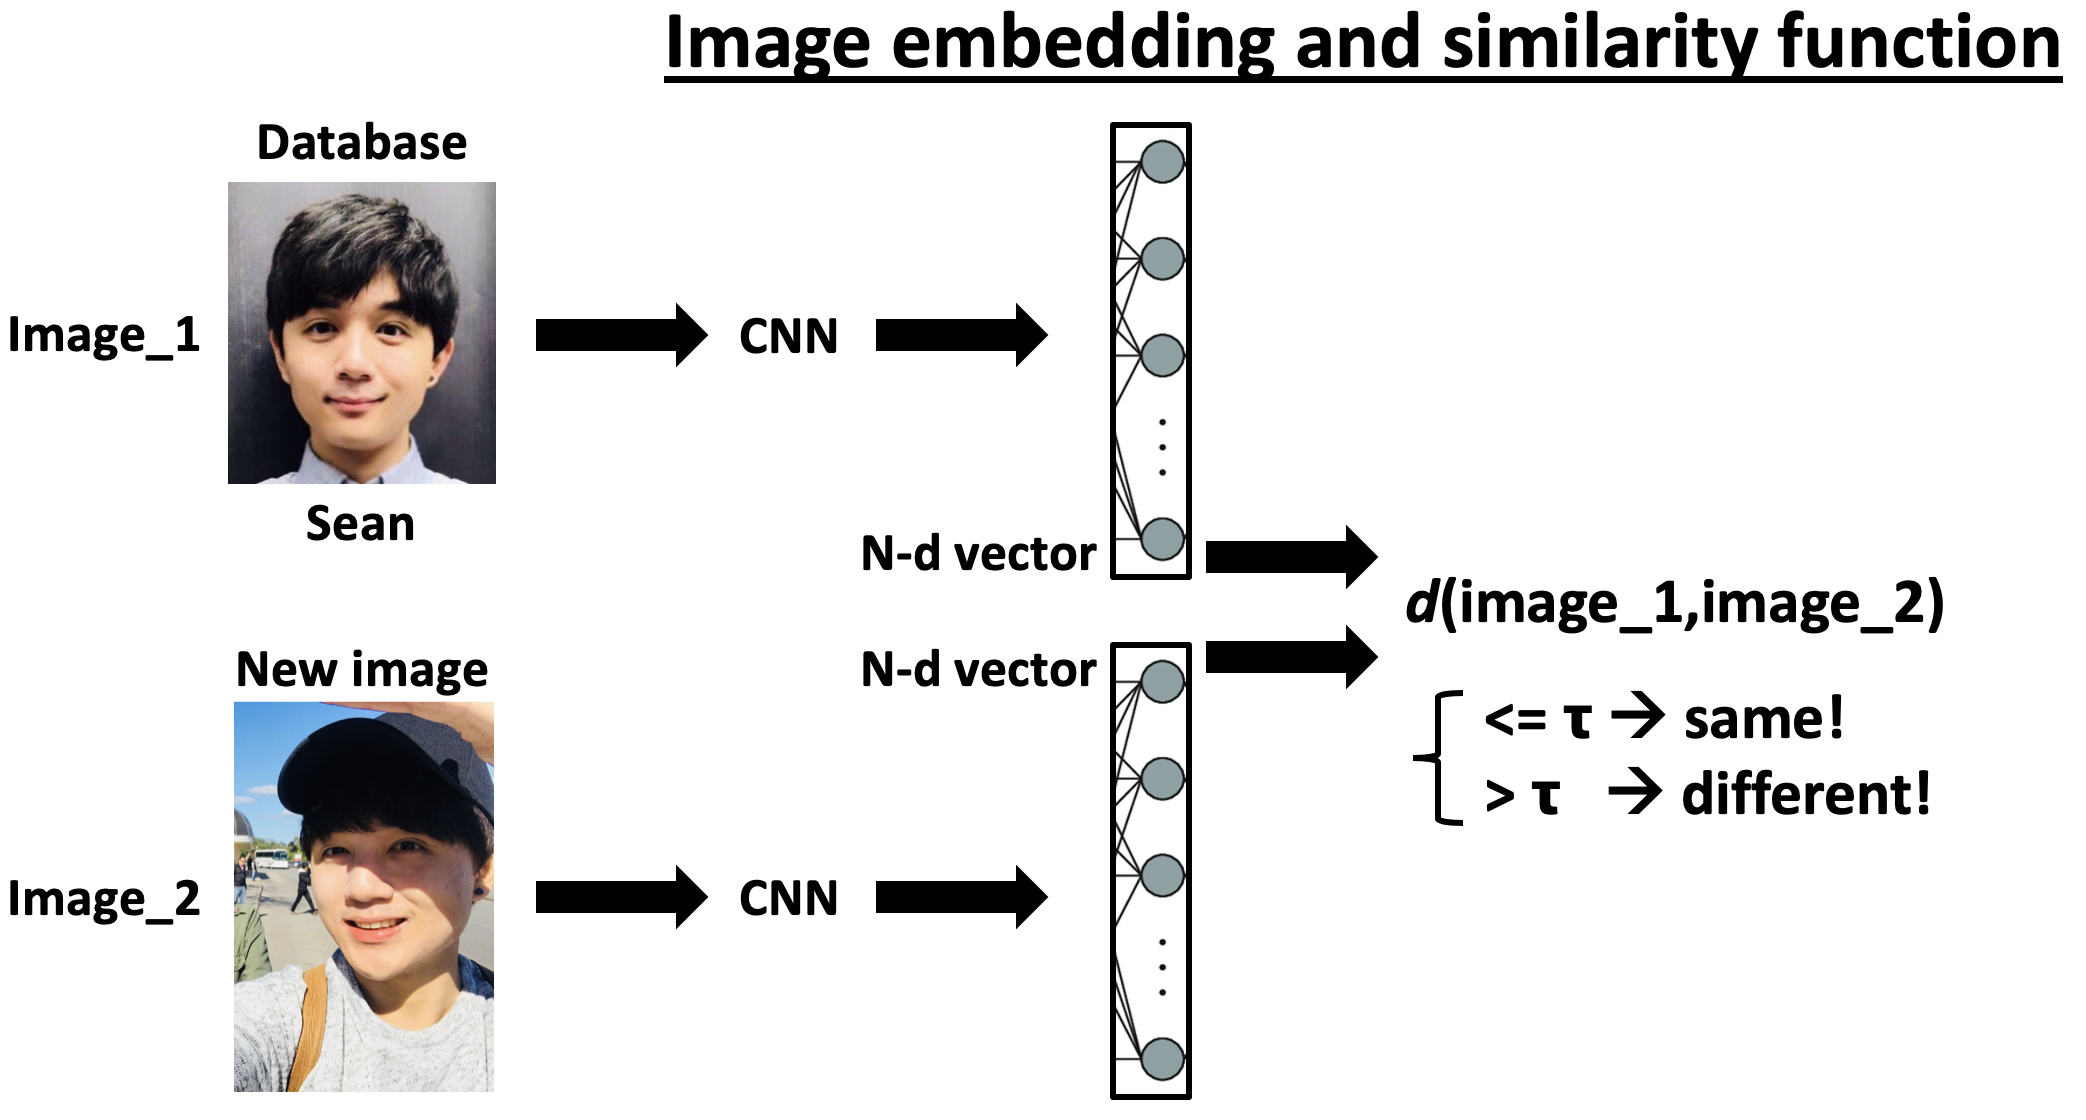 Image embedding and similarity function
Database
Image_1
CNN
Sean
N-d vector
d(image_1,image_2)
New image
N-d vector
<= τ → same!
> τ → different!
Image_2
CNN